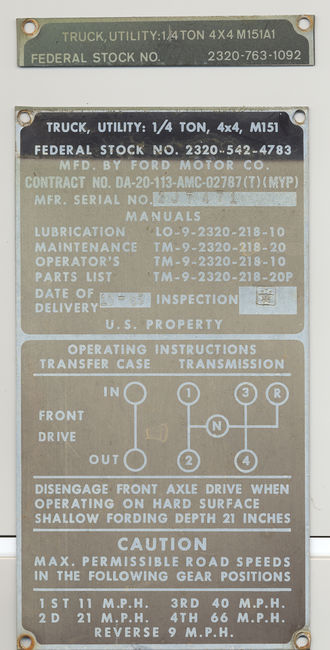 TRUCK, UTILITY: 1/4 TON 4X4 M151A1
FEDERAL STOCK NO. 2320-763-1092
TRUCK, UTILITY: 1/4 TON, 4x4, M151
FEDERAL STOCK NO. 2320-542-4783
MFD. BY FORD MOTOR CO.
CONTRACT NO. DA-20-113-AMC-02787(T)(MYP)
MFR. SERIAL NO.
MANUALS
LUBRICATION LO-9-2320-218-10
MAINTENANCE TM-9-2320-218-20
OPERATOR'S TM-9-2320-218-10
PARTS LIST TM-9-2320-218-20P
DATE OF
DELIVERY INSPECTION
U.S. PROPERTY
OPERATING INSTRUCTIONS
TRANSFER CASE TRANSMISSION
IN 1 3 R
FRONT
DRIVE N
OUT 2 4
DISENGAGE FRONT AXLE DRIVE WHEN
OPERATING ON HARD SURFACE
SHALLOW FORDING DEPTH 21 INCHES
CAUTION
MAX. PERMISSIBLE ROAD SPEEDS
IN THE FOLLOWING GEAR POSITIONS
1ST 11 M.P.H. 3RD 40 M.P.H.
2D 21 M.P.H. 4TH 66 M.P.H.
REVERSE 9 M.P.H.